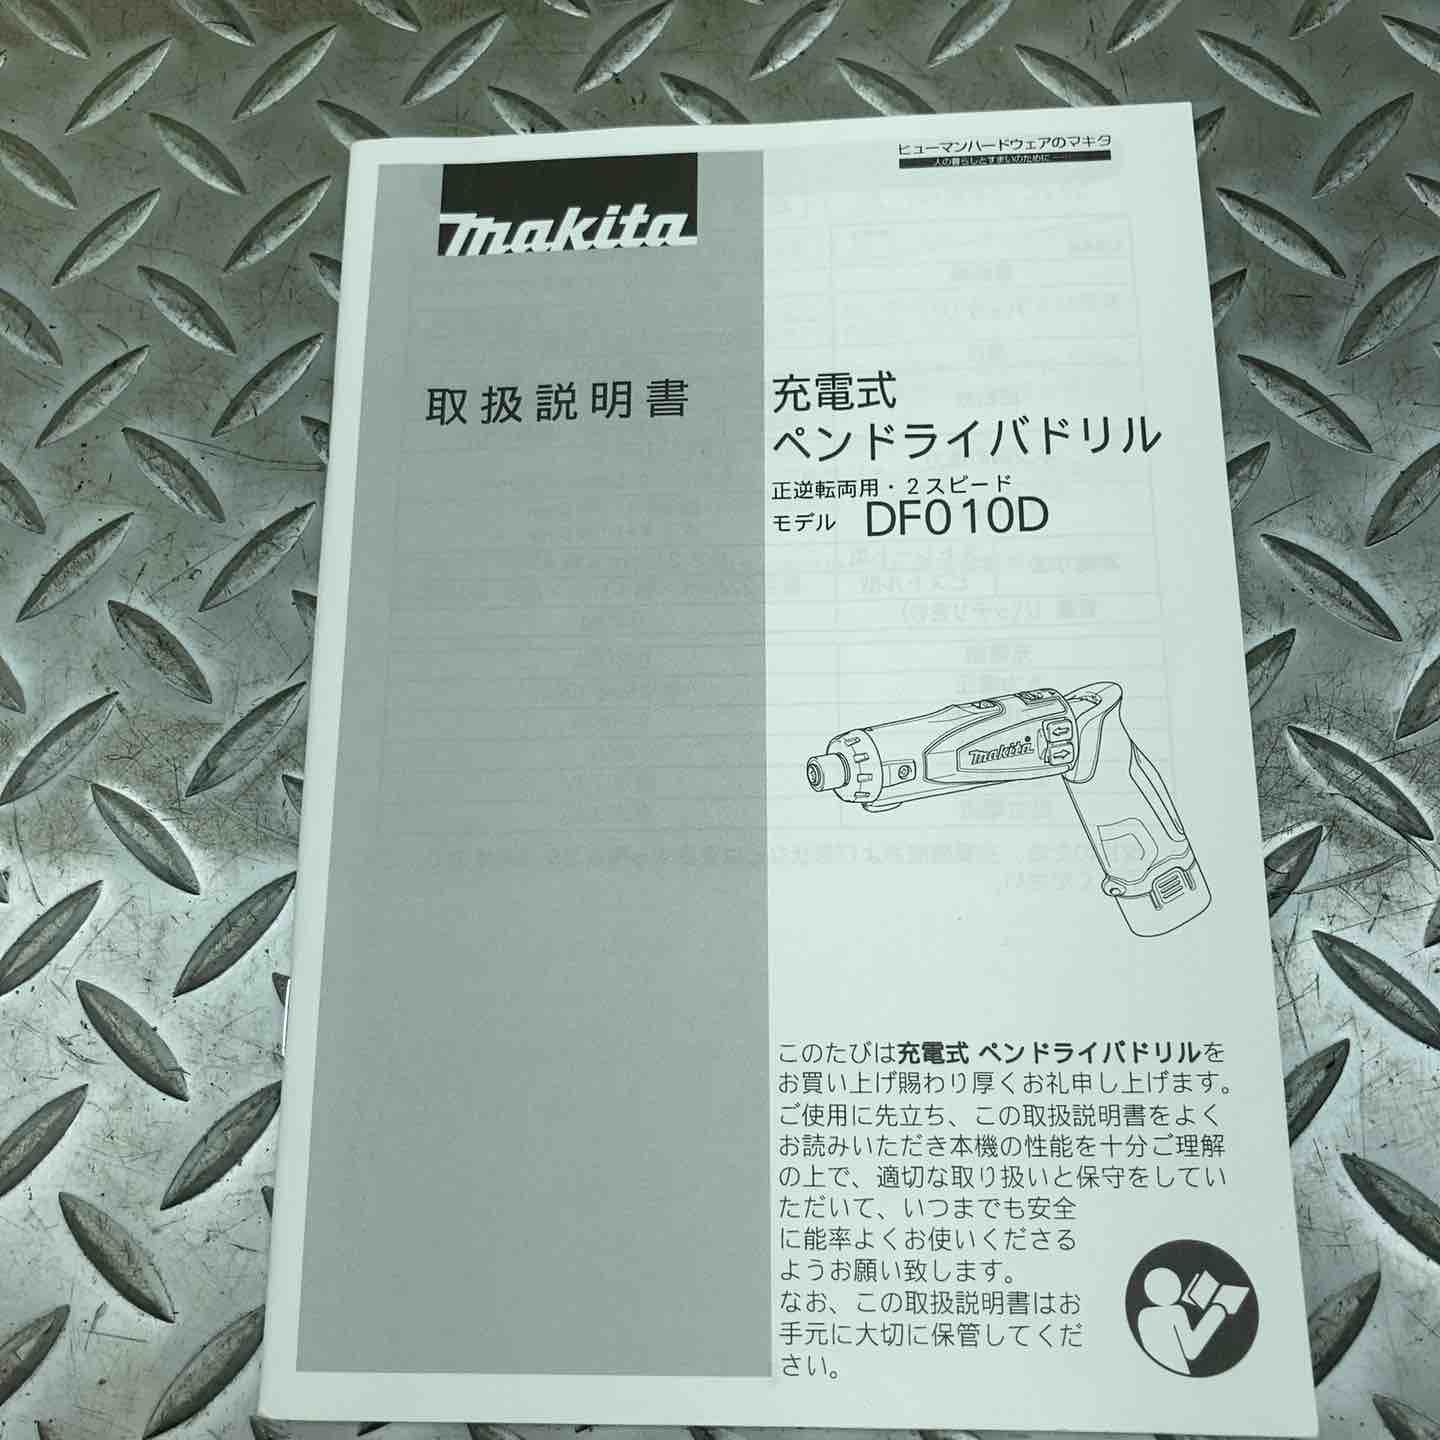 ヒューマンハードウェアのマキタ
人の暮らしとすまいのために
makita
取扱説明書
充電式
ペンドライバドリル
正逆転両用・2スピード
モデル DF010D
makita
このたびは充電式 ペンドライバドリルを
お買い上げ賜わり厚くお礼申し上げます。
ご使用に先立ち、この取扱説明書をよく
お読みいただき本機の性能を十分ご理解
の上で、適切な取り扱いと保守をしてい
ただいて、いつまでも安全
に能率よくお使いくださる
ようお願い致します。
なお、この取扱説明書はお
手元に大切に保管してくだ
さい。